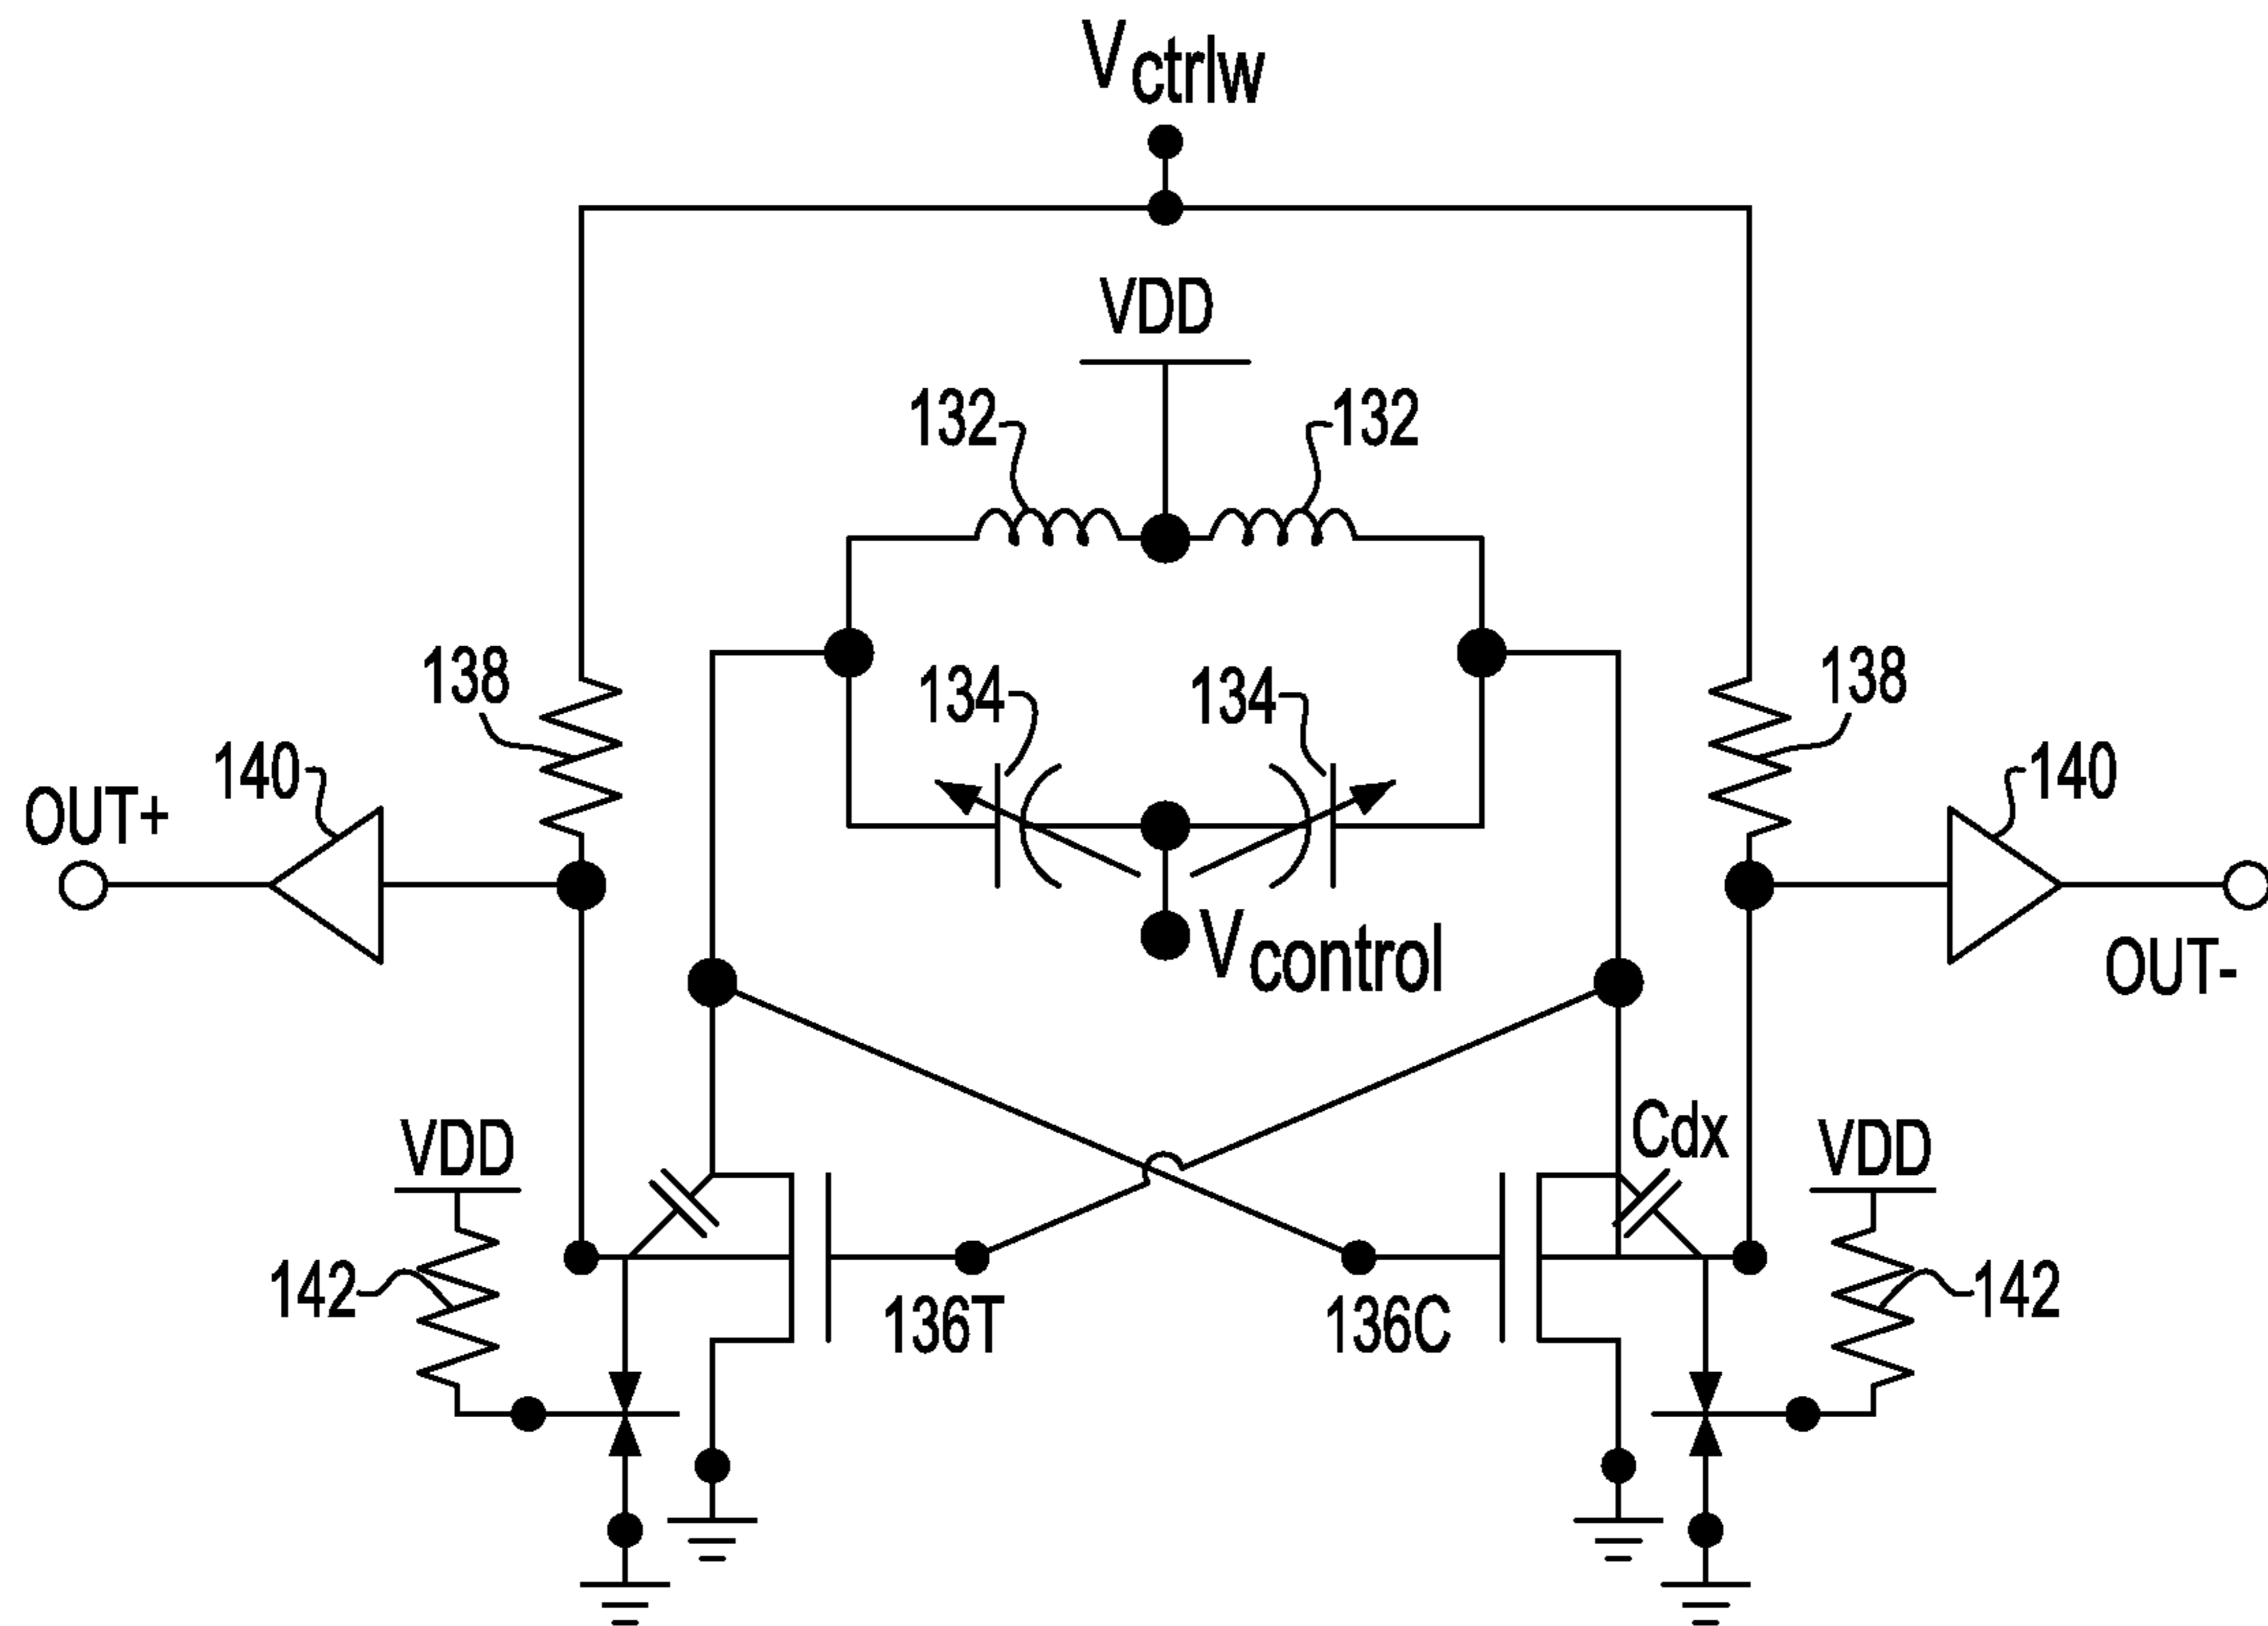 Vctrlw
VDD
132
132
138
134
134
138
140
140
OUT+
Vcontrol
OUT-
VDD
Cdx
VDD
142
136T
136C
142